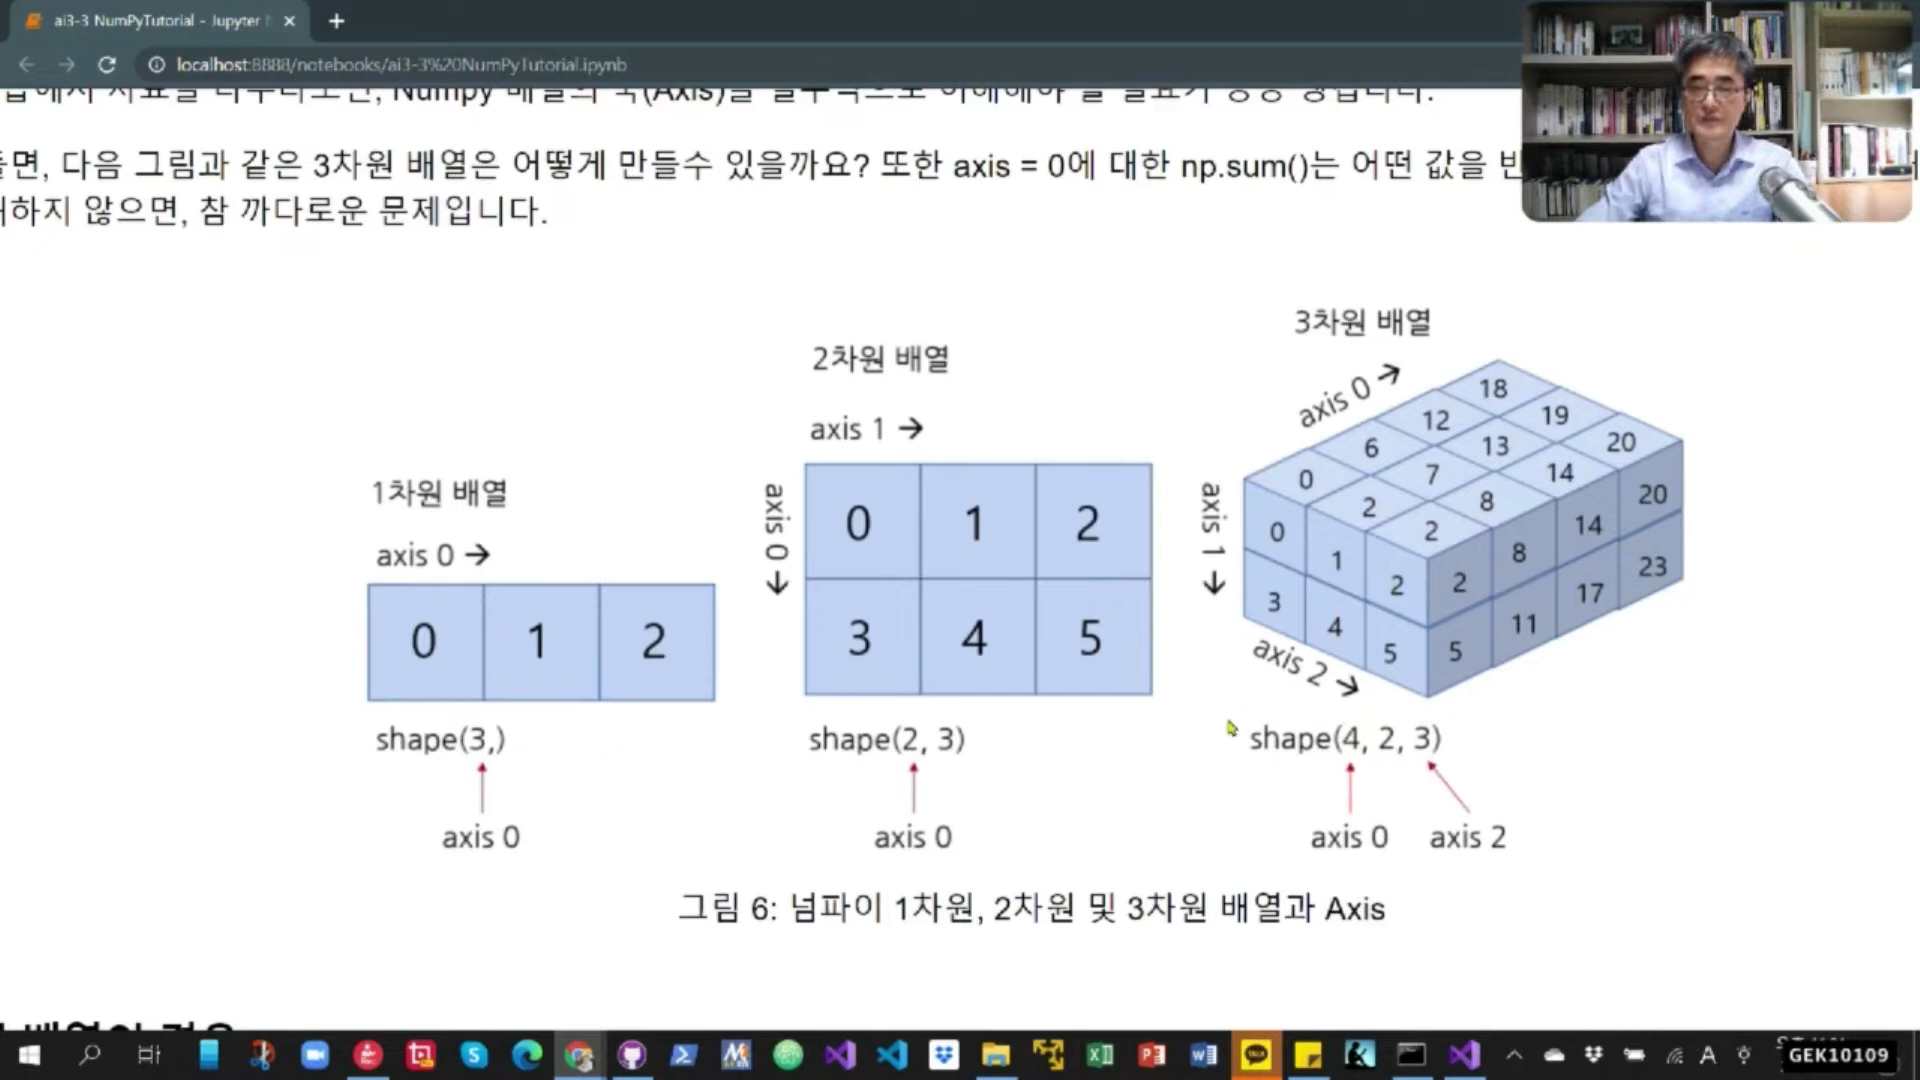 ai3-3 NumPyTutorial - Jupyter
localhost:8888/notebooks/ai3-3%20NumPyTutorial.ipynb
다음 그림과 같은 3차원 배열은 어떻게 만들수 있을까요? 또한 axis = 0에 대한 np.sum()는 어떤 값을
하지 않으면, 참 까다로운 문제입니다.
1차원 배열
axis 0 →
0 1 2
shape(3,)
axis 0
2차원 배열
axis 1 →
axis 0 →
0 1 2
3 4 5
shape(2, 3)
axis 0
3차원 배열
axis 0 →
18
12 19
6 13 20
0 7 14 20
2 8 14
0 2 8 23
1 2 17
3 2 11
4 5
5
axis 1 →
axis 2 →
shape(4, 2, 3)
axis 0 axis 2
그림 6: 넘파이 1차원, 2차원 및 3차원 배열과 Axis
GEK10109